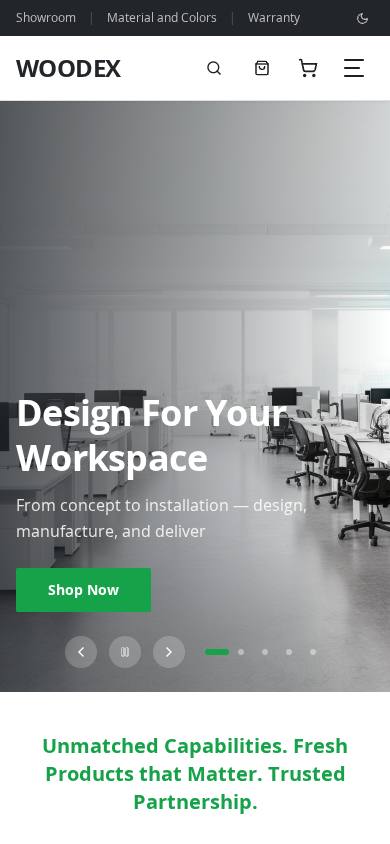 Showroom
Material and Colors
Warranty
WOODEX
Design For Your
Workspace
From concept to installation — design,
manufacture, and deliver
Shop Now
Unmatched Capabilities. Fresh
Products that Matter. Trusted
Partnership.